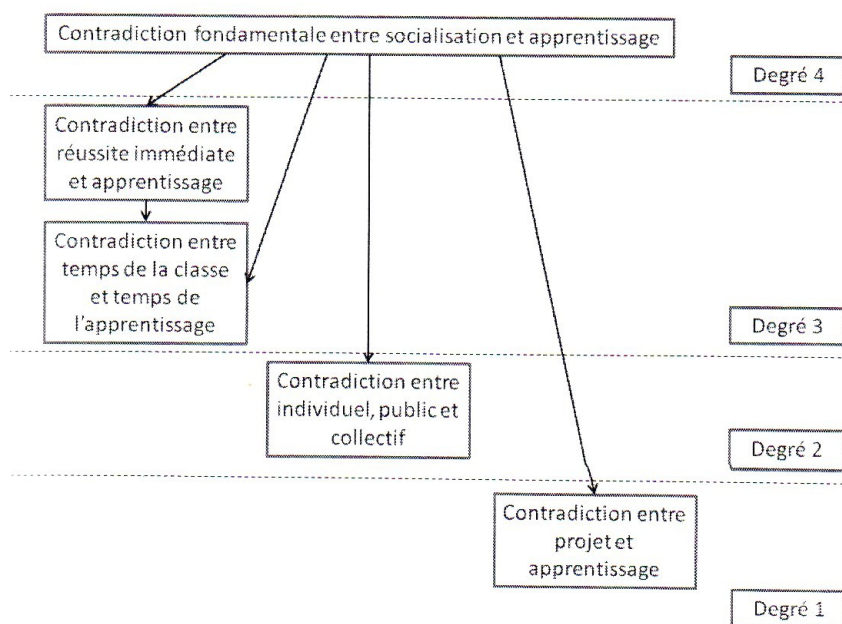 Contradiction fondamentale entre socialisation et apprentissage
Degré 4
Contradiction entre
réussite immédiate
et apprentissage
Contradiction entre
temps de la classe
et temps de
l'apprentissage
Degré 3
Contradiction entre
individuel, public et
collectif
Degré 2
Contradiction entre
projet et
apprentissage
Degré 1